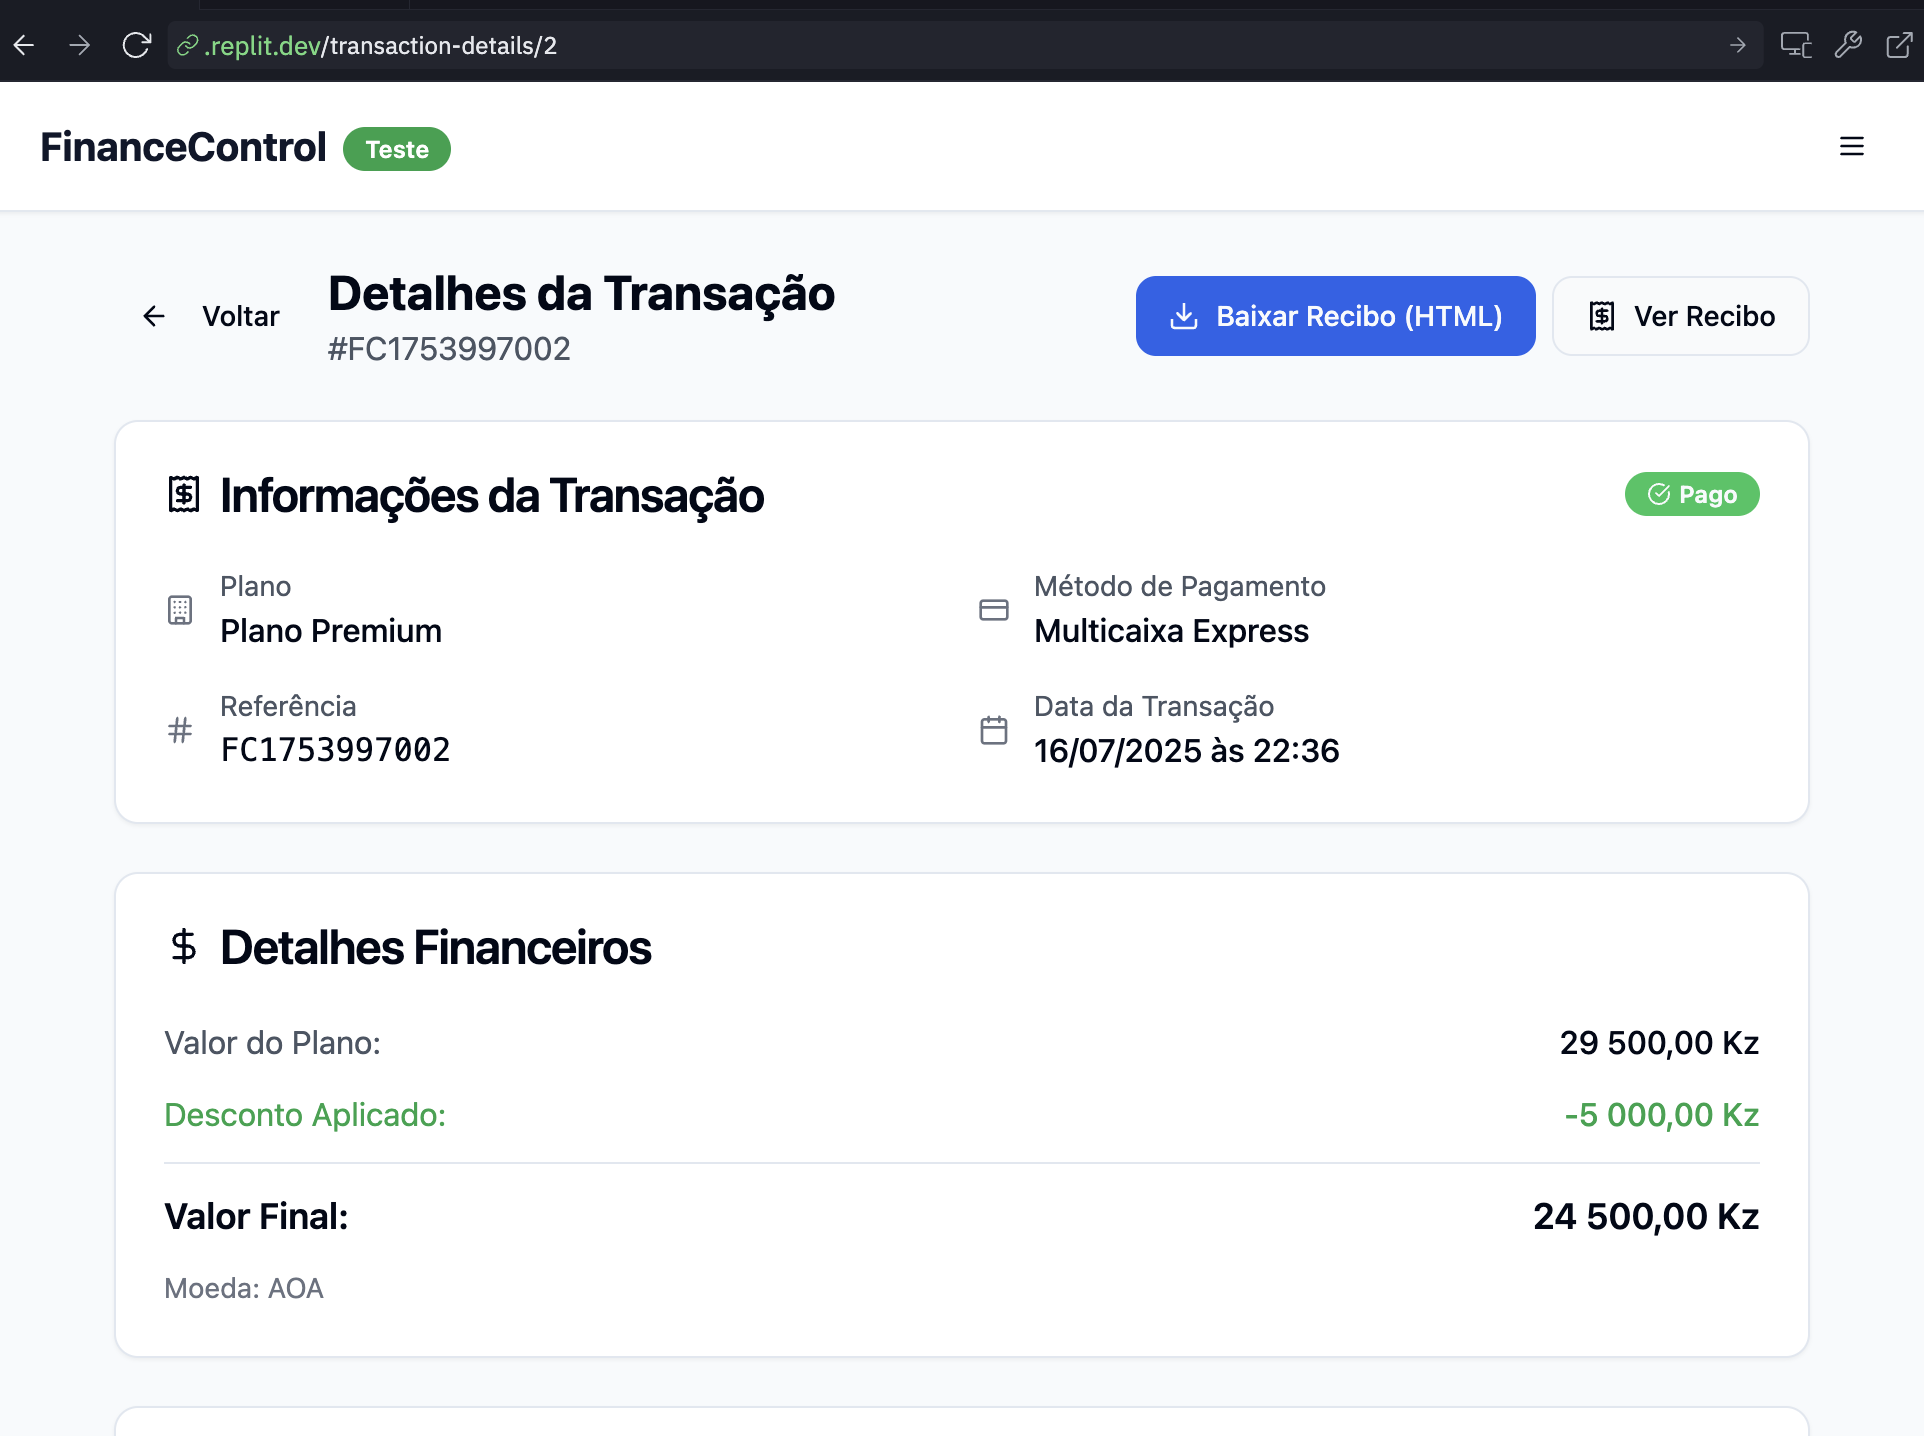 .replit.dev/transaction-details/2
FinanceControl Teste
Voltar
Detalhes da Transação
#FC1753997002
Baixar Recibo (HTML)
Ver Recibo
Informações da Transação
Pago
Plano
Plano Premium
Método de Pagamento
Multicaixa Express
Referência
FC1753997002
Data da Transação
16/07/2025 às 22:36
Detalhes Financeiros
Valor do Plano: 29 500,00 Kz
Desconto Aplicado: -5 000,00 Kz
Valor Final: 24 500,00 Kz
Moeda: AOA